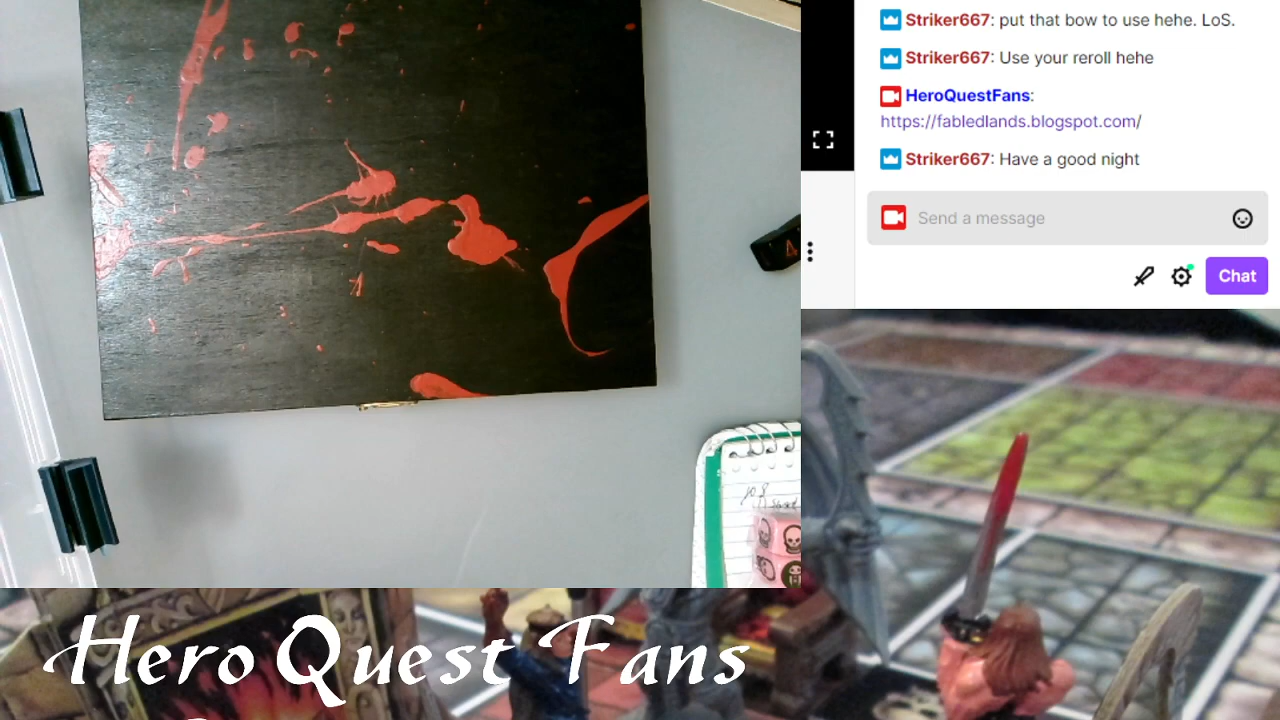 Striker667: put that bow to use hehe. LoS.
Striker667: Use your reroll hehe
HeroQuestFans:
https://fabledlands.blogspot.com/
Striker667: Have a good night
Send a message
Chat
Hero Quest Fans